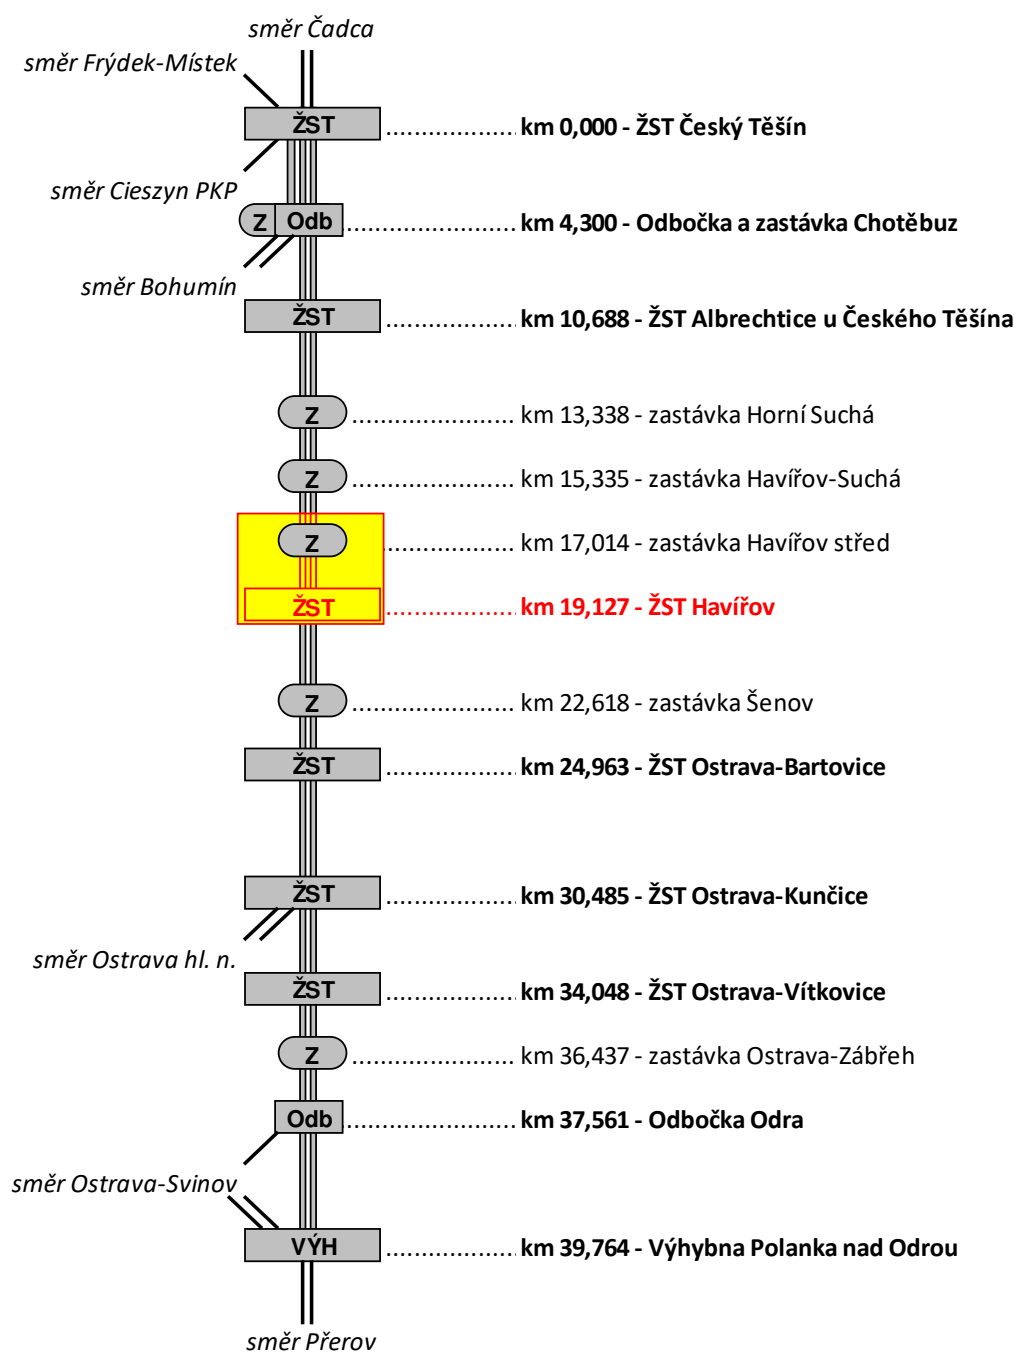 směr Čadca
směr Frýdek-Místek
ŽST ...................... km 0,000 - ŽST Český Těšín
směr Cieszyn PKP
Z Odb ............................ km 4,300 - Odbočka a zastávka Chotěbuz
směr Bohumín
ŽST ...................... km 10,688 - ŽST Albrechtice u Českého Těšína
Z ........................... km 13,338 - zastávka Horní Suchá
Z ........................... km 15,335 - zastávka Havířov-Suchá
Z ...................... km 17,014 - zastávka Havířov střed
ŽST ...................... km 19,127 - ŽST Havířov
Z ........................... km 22,618 - zastávka Šenov
ŽST ...................... km 24,963 - ŽST Ostrava-Bartovice
ŽST ...................... km 30,485 - ŽST Ostrava-Kunčice
směr Ostrava hl. n.
ŽST ...................... km 34,048 - ŽST Ostrava-Vítkovice
Z ........................... km 36,437 - zastávka Ostrava-Zábřeh
Odb ............................ km 37,561 - Odbočka Odra
směr Ostrava-Svinov
VÝH ...................... km 39,764 - Výhybna Polanka nad Odrou
směr Přerov